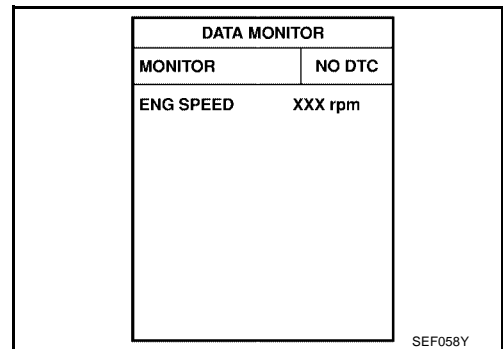 DATA MONITOR
MONITOR NO DTC
ENG SPEED XXX rpm
SEF058Y